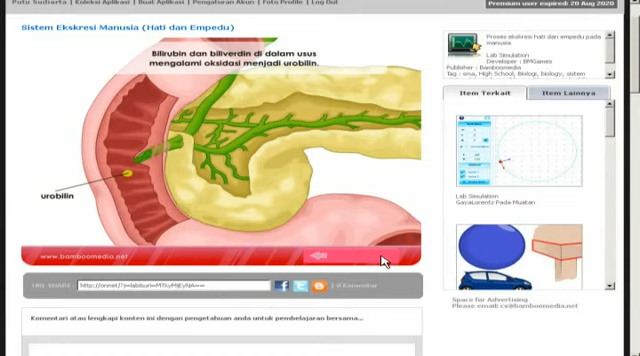 Putu Sudiarta | Koleksi Aplikasi | Buat Aplikasi | Pengaturan Akun | Foto Profile | Log Out
Premium user expired: 20 Aug 2020
Sistem Ekskresi Manusia (Hati dan Empedu)
Bilirubin dan biliverdin di dalam usus
mengalami oksidasi menjadi urobilin.
urobilin
www.bamboomedia.net
URL SHARE :
Komentar
Komentari atau lengkapi konten ini dengan pengetahuan anda untuk pembelajaran bersama...
Proses ekskresi hati dan empedu pada
manusia
Lab Simulation
Developer : BMGames
Publisher : Bamboomedia
Tag : sma, High School, Biologi, biology, sistem
Item Terkait
Item Lainnya
Lab Simulation
GayaLorentz Pada Muatan
Space for Advertising
Please email: cs@bamboomedia.net